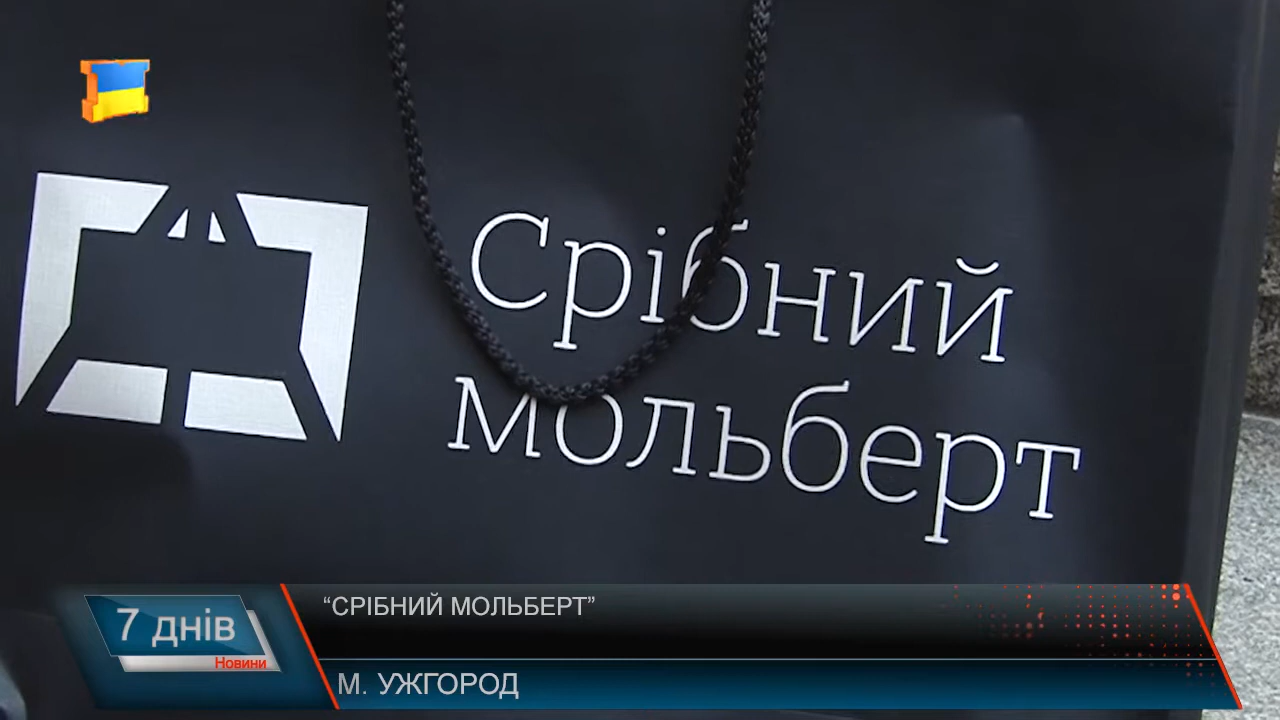 Срібний
мольберт
7 днів
Новини
“СРІБНИЙ МОЛЬБЕРТ”
М. УЖГОРОД